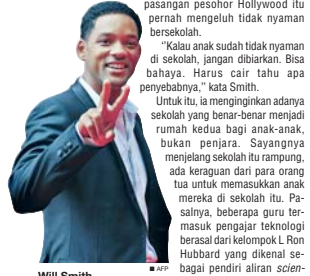 pasangan pesohor Hollywood itu
pernah mengeluh tidak nyaman
bersekolah.
"Kalau anak sudah tidak nyaman
di sekolah, jangan dibiarkan. Bisa
bahaya. Harus cair tahu apa
penyebabnya," kata Smith.
Untuk itu, ia menginginkan adanya
sekolah yang benar-benar menjadi
rumah kedua bagi anak-anak,
bukan penjara. Sayangnya
menjelang sekolah itu rampung,
ada keraguan dari para orang
tua untuk memasukkan anak
mereka di sekolah itu. Pa-
salnya, beberapa guru ter-
masuk pengajar teknologi
berasal dari kelompok L Ron
Hubbard yang dikenal se-
bagai pendiri aliran scien-
AFP
Will Smith